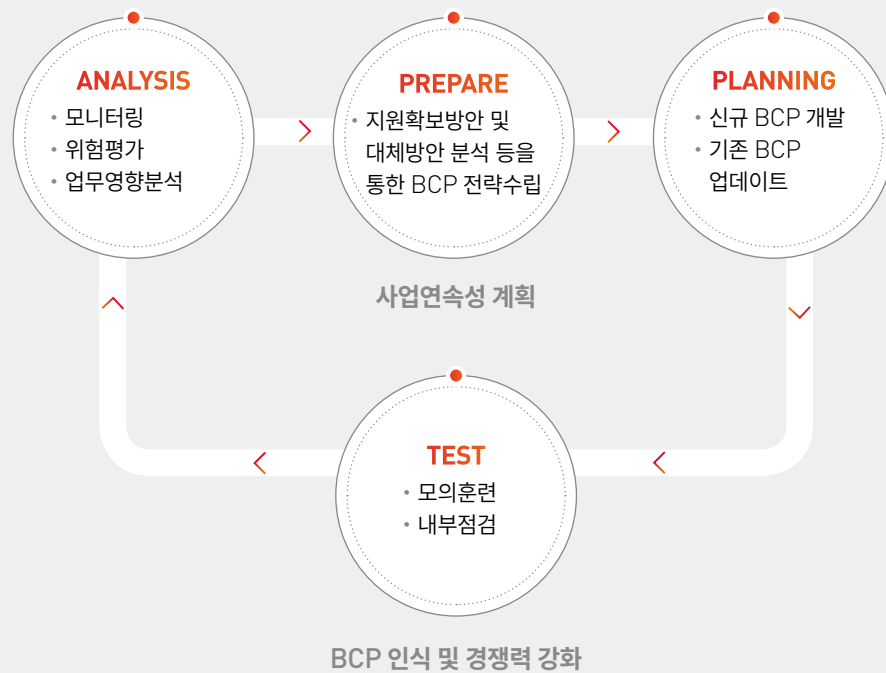 ANALYSIS
• 모니터링
• 위험평가
• 업무영향분석
PREPARE
• 지원확보방안 및
대체방안 분석 등을
통한 BCP 전략수립
PLANNING
• 신규 BCP 개발
• 기존 BCP
업데이트
사업연속성 계획
TEST
• 모의훈련
• 내부점검
BCP 인식 및 경쟁력 강화